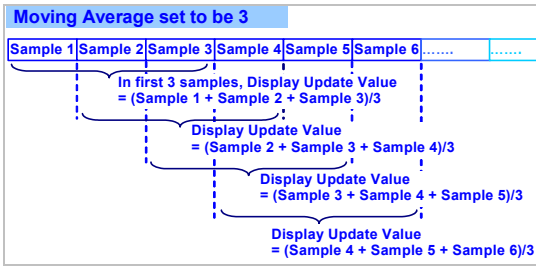 Moving Average set to be 3
Sample 1 Sample 2 Sample 3 Sample 4 Sample 5 Sample 6 ....... .......
In first 3 samples, Display Update Value
= (Sample 1 + Sample 2 + Sample 3)/3
Display Update Value
= (Sample 2 + Sample 3 + Sample 4)/3
Display Update Value
= (Sample 3 + Sample 4 + Sample 5)/3
Display Update Value
= (Sample 4 + Sample 5 + Sample 6)/3